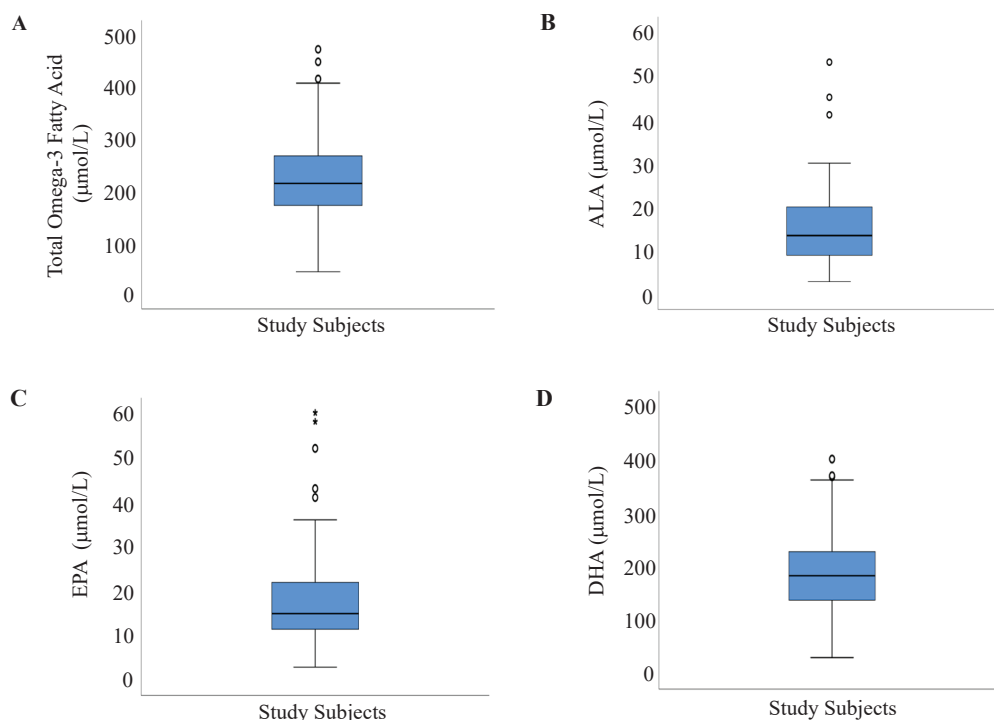 A
Total Omega-3 Fatty Acid
(μmol/L)
500
400
300
200
100
0
Study Subjects
B
ALA (μmol/L)
60
50
40
30
20
10
0
Study Subjects
C
EPA (μmol/L)
60
50
40
30
20
10
0
Study Subjects
D
DHA (μmol/L)
500
400
300
200
100
0
Study Subjects